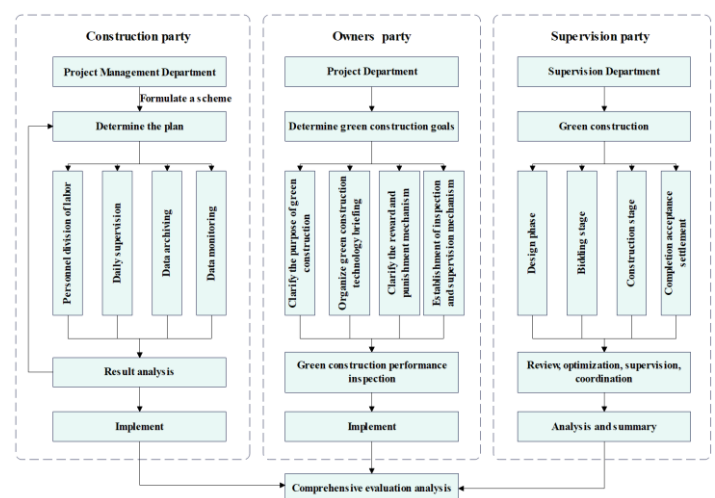 Construction party
Project Management Department
Formulate a scheme
Determine the plan
Personnel division of labor
Daily supervision
Data archiving
Data monitoring
Result analysis
Implement
Owners party
Project Department
Determine green construction goals
Clarify the purpose of green
construction
Organize green construction
technology briefing
Clarify the reward and
punishment mechanism
Establishment of inspection
and supervision mechanism
Green construction performance
inspection
Implement
Supervision party
Supervision Department
Green construction
Design phase
Bidding stage
Construction stage
Completion acceptance
settlement
Review, optimization, supervision,
coordination
Analysis and summary
Comprehensive evaluation analysis